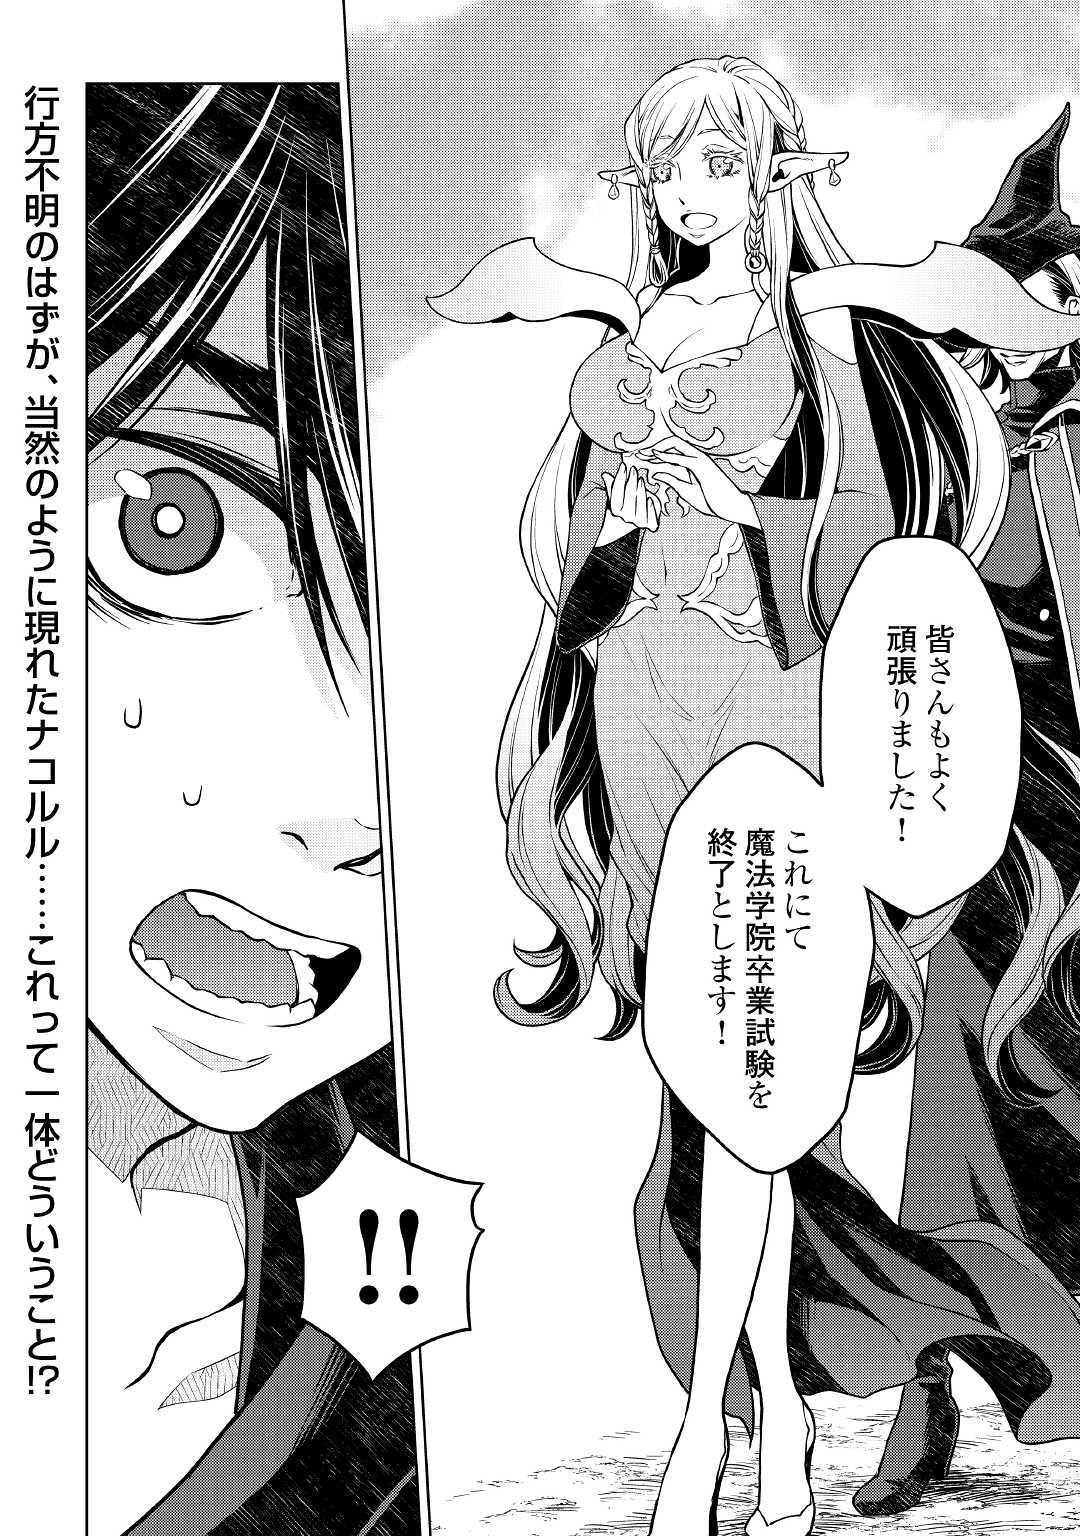 皆さんもよく
頑張りました！
これにて
魔法学院卒業試験を
終了とします！
!!
行方不明のはずが、当然のように現れたナコルル……これって一体どういうこと!?